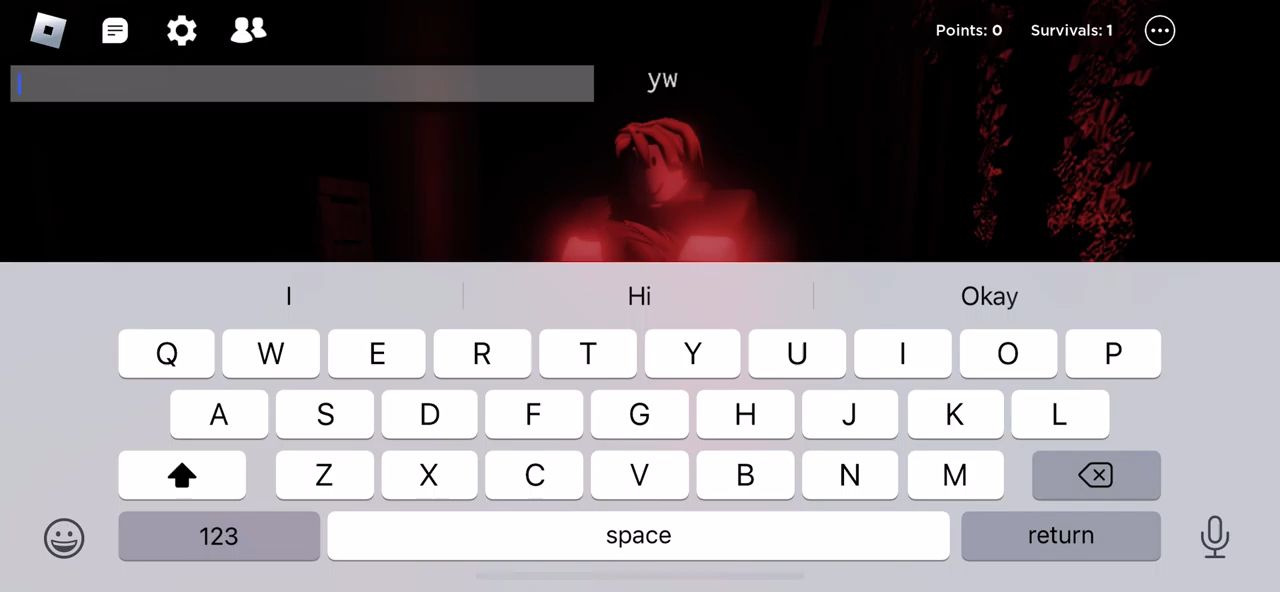 Points: 0 Survivals: 1
yw
I Hi Okay
Q W E R T Y U I O P
A S D F G H J K L
Z X C V B N M
123 space return